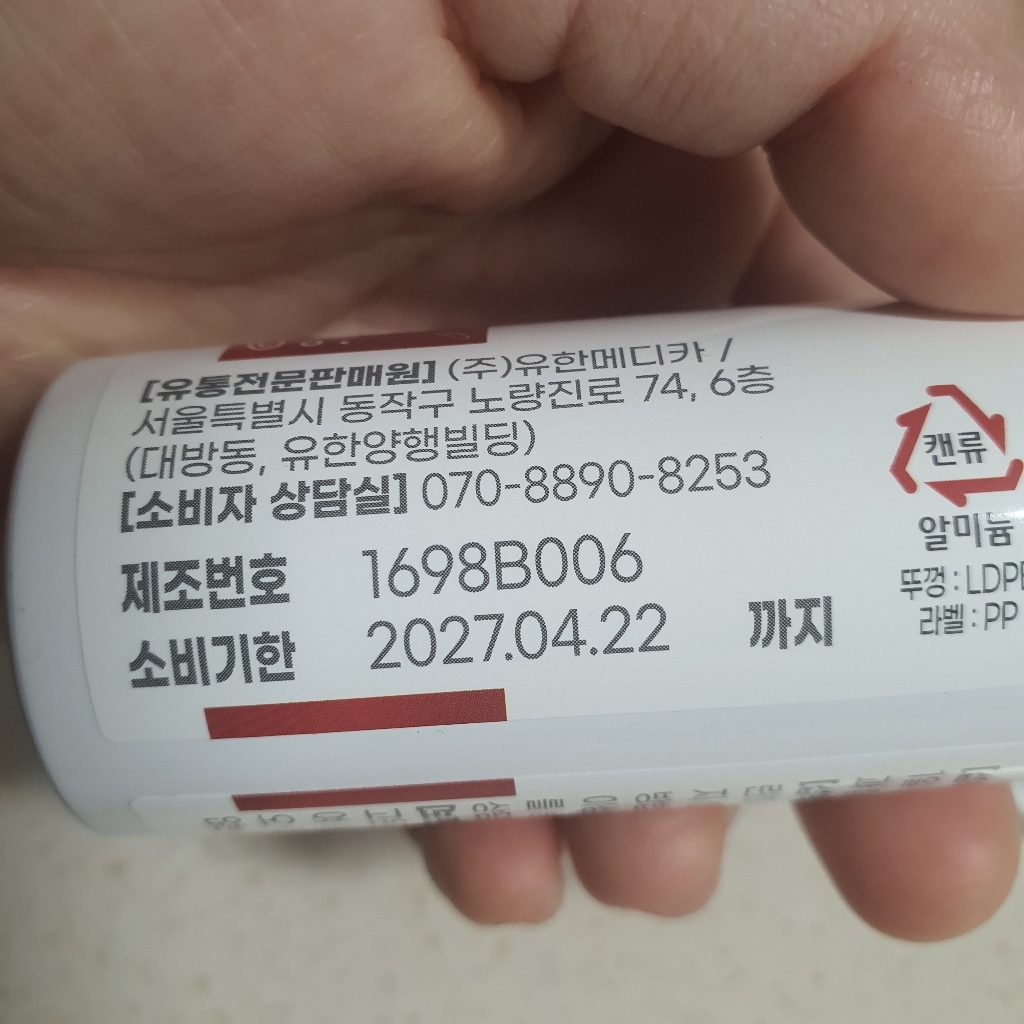 [유통전문판매원] (주)유한메디카 /
서울특별시 동작구 노량진로 74, 6층
(대방동, 유한양행빌딩)
[소비자 상담실] 070-8890-8253
제조번호 1698B006
소비기한 2027.04.22 까지
캔류
알미늄
뚜껑 : LDPE
라벨 : PP